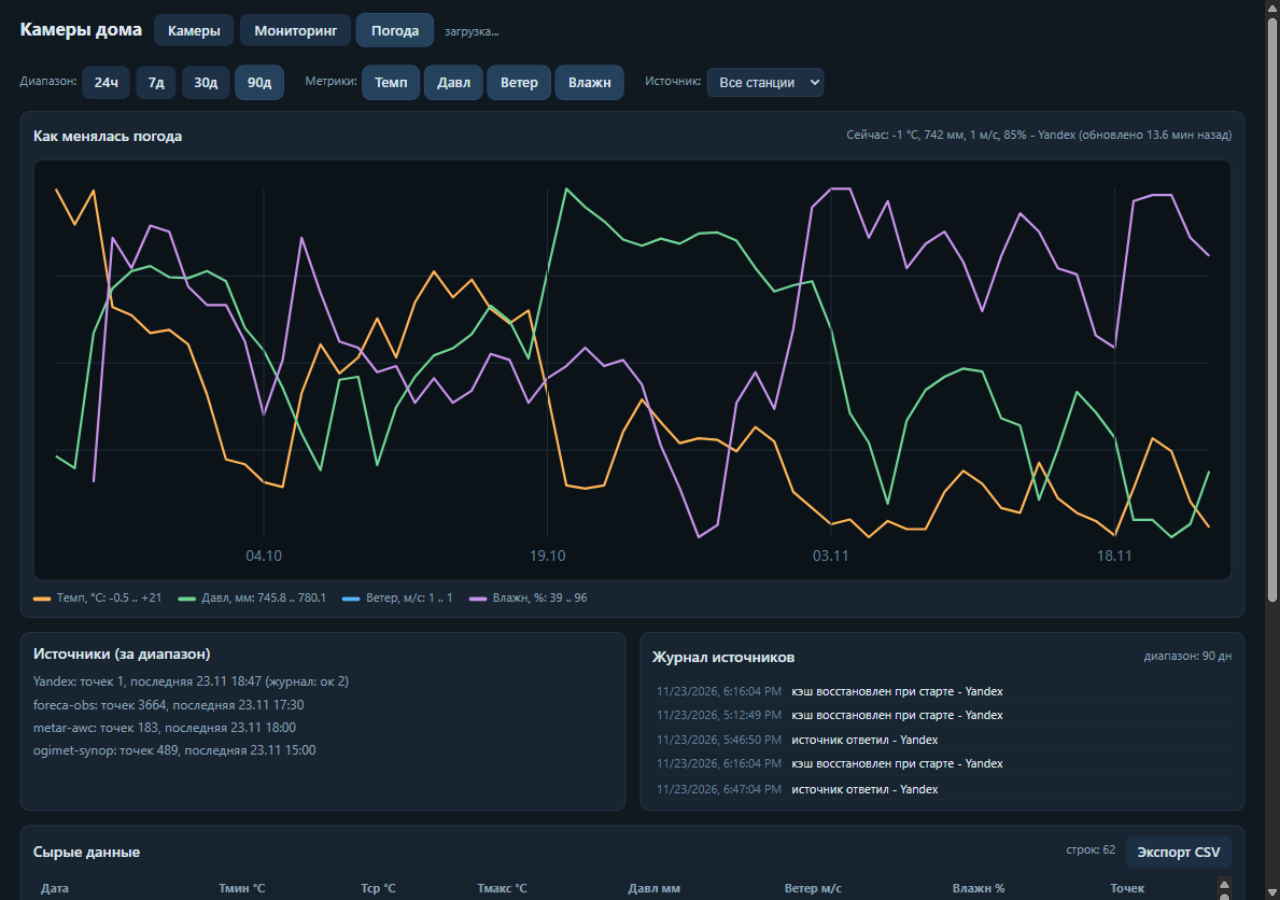 Камеры дома Камеры Мониторинг Погода загрузка...
Диапазон: 24ч 7д 30д 90д Метрики: Темп Давл Ветер Влажн Источник: Все станции
Как менялась погода Сейчас: -1 °C, 742 мм, 1 м/с, 85% - Yandex (обновлено 13.6 мин назад)
04.10 19.10 03.11 18.11
Темп, °C: -0.5 .. +21 Давл, мм: 745.8 .. 780.1 Ветер, м/с: 1 .. 1 Влажн, %: 39 .. 96
Источники (за диапазон)
Yandex: точек 1, последняя 23.11 18:47 (журнал: ок 2)
foreca-obs: точек 3664, последняя 23.11 17:30
metar-awc: точек 183, последняя 23.11 18:00
ogimet-synop: точек 489, последняя 23.11 15:00
Журнал источников диапазон: 90 дн
11/23/2026, 6:16:04 PM кэш восстановлен при старте - Yandex
11/23/2026, 5:12:49 PM кэш восстановлен при старте - Yandex
11/23/2026, 5:46:50 PM источник ответил - Yandex
11/23/2026, 6:16:04 PM кэш восстановлен при старте - Yandex
11/23/2026, 6:47:04 PM источник ответил - Yandex
Сырые данные строк: 62 Экспорт CSV
Дата Тмин °C Тср °C Тмакс °C Давл мм Ветер м/с Влажн % Точек